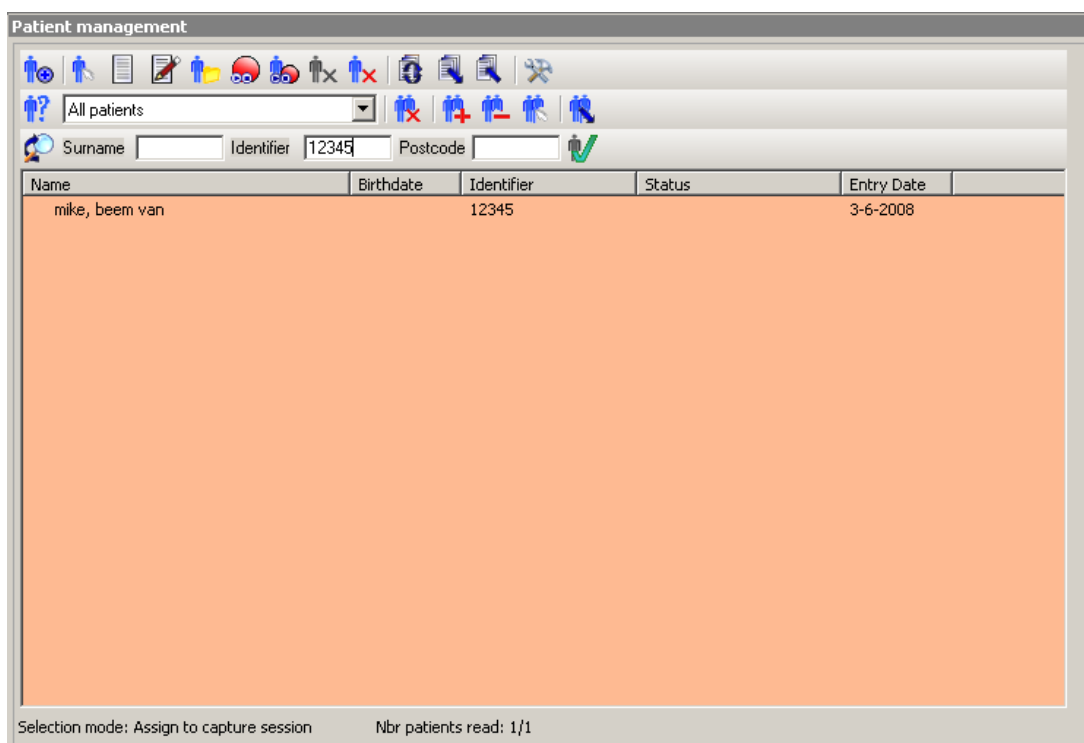 Patient management
All patients
Surname Identifier 12345 Postcode
Name Birthdate Identifier Status Entry Date
mike, beem van 12345 3-6-2008
Selection mode: Assign to capture session Nbr patients read: 1/1